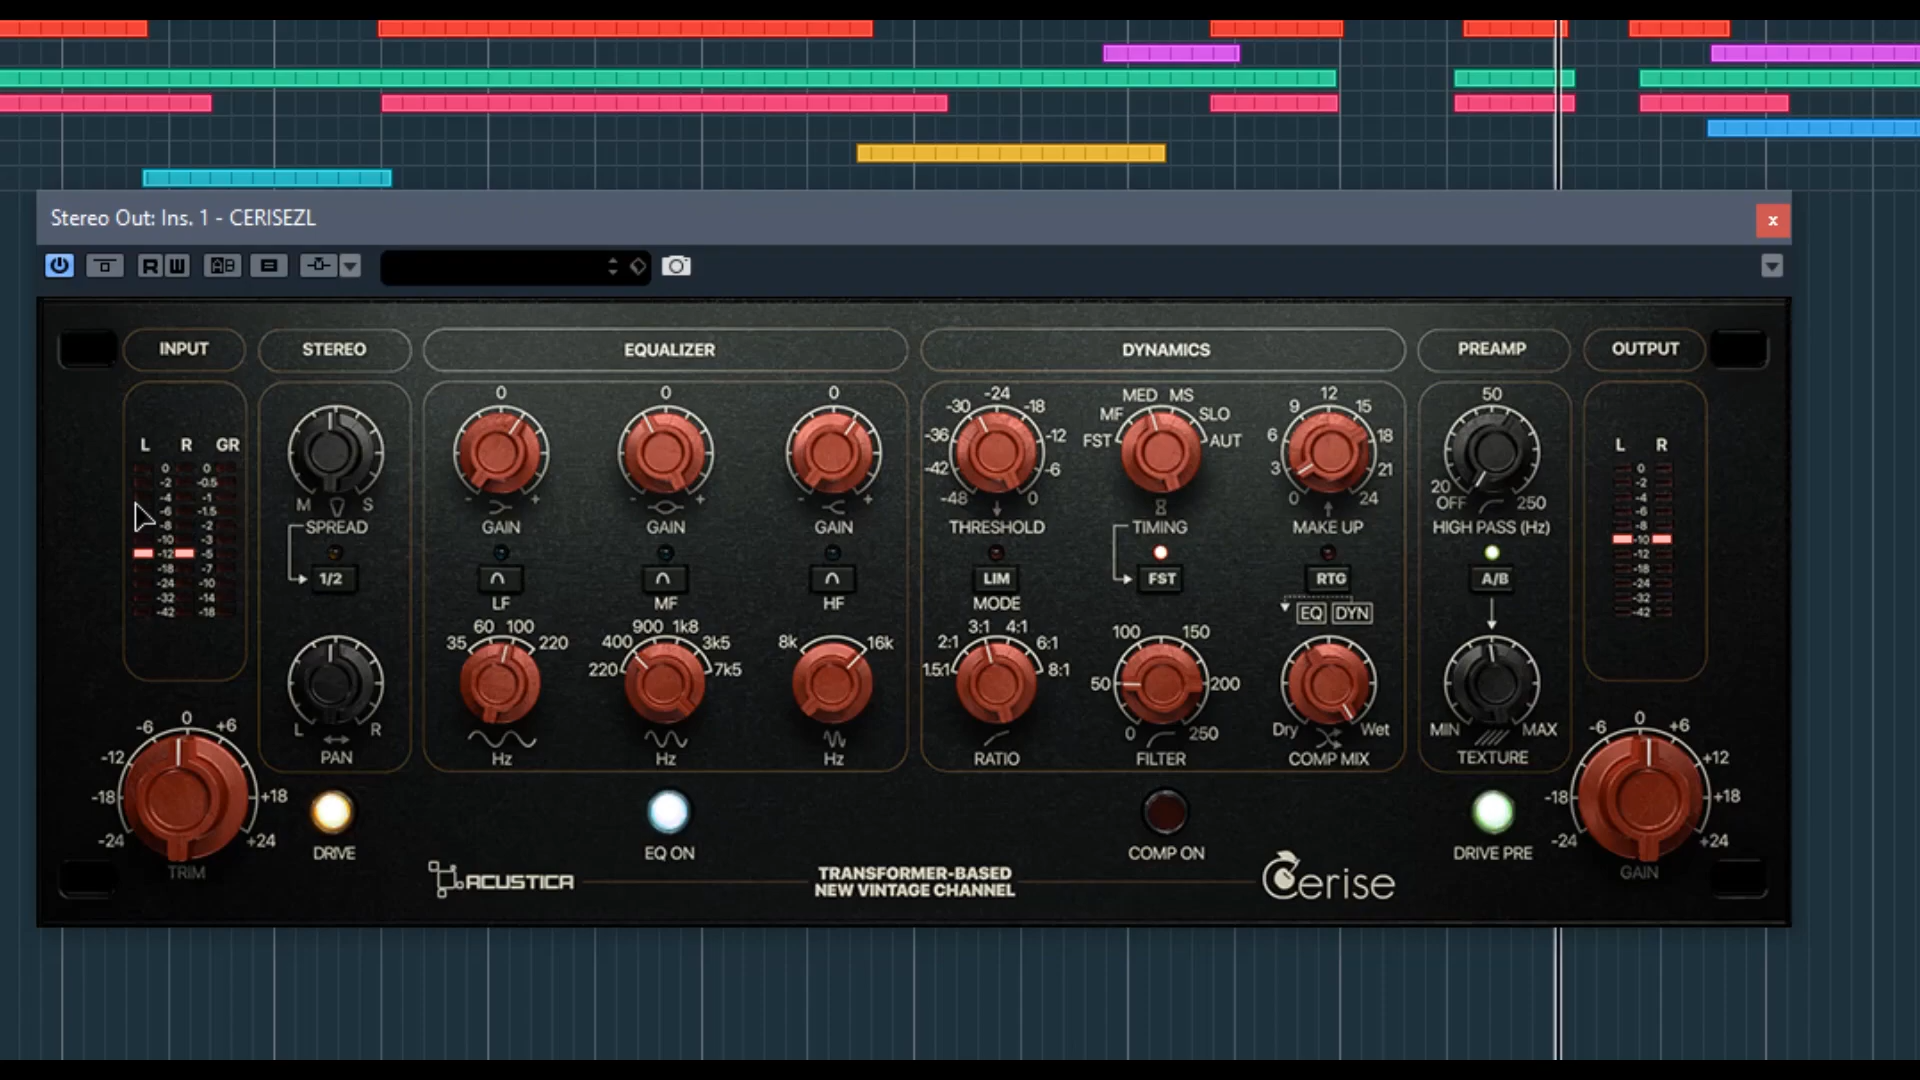 Stereo Out: Ins. 1 - CERISEZL
R W AB
INPUT STEREO EQUALIZER DYNAMICS PREAMP OUTPUT
L R GR
0 0
-2 -0.5
-4 -1
-6 -1.5
-8 -2
-10 -3
-12 -5
-18 -7
-24 -10
-32 -14
-42 -18
M S
SPREAD
1/2
L R
PAN
0
- +
GAIN
LF
35 60 100 220
Hz
0
- +
GAIN
MF
220 400 900 1k8 3k5 7k5
Hz
0
- +
GAIN
HF
8k 16k
Hz
-48 -42 -36 -30 -24 -18 -12 -6 0
THRESHOLD
LIM
MODE
1.5:1 2:1 3:1 4:1 6:1 8:1
RATIO
FST MF MED MS SLO AUT
TIMING
FST
0 50 100 150 200 250
FILTER
0 3 6 9 12 15 18 21 24
MAKE UP
RTG
EQ DYN
Dry Wet
COMP MIX
50
20
OFF 250
HIGH PASS (Hz)
A/B
MIN MAX
TEXTURE
L R
0
-2
-4
-6
-8
-10
-12
-18
-24
-32
-42
-24 -18 -12 -6 0 +6 +18 +24
TRIM
DRIVE
EQ ON
COMP ON
DRIVE PRE
-24 -18 -6 0 +6 +12 +18 +24
GAIN
ACUSTICA
TRANSFORMER-BASED
NEW VINTAGE CHANNEL
Cerise